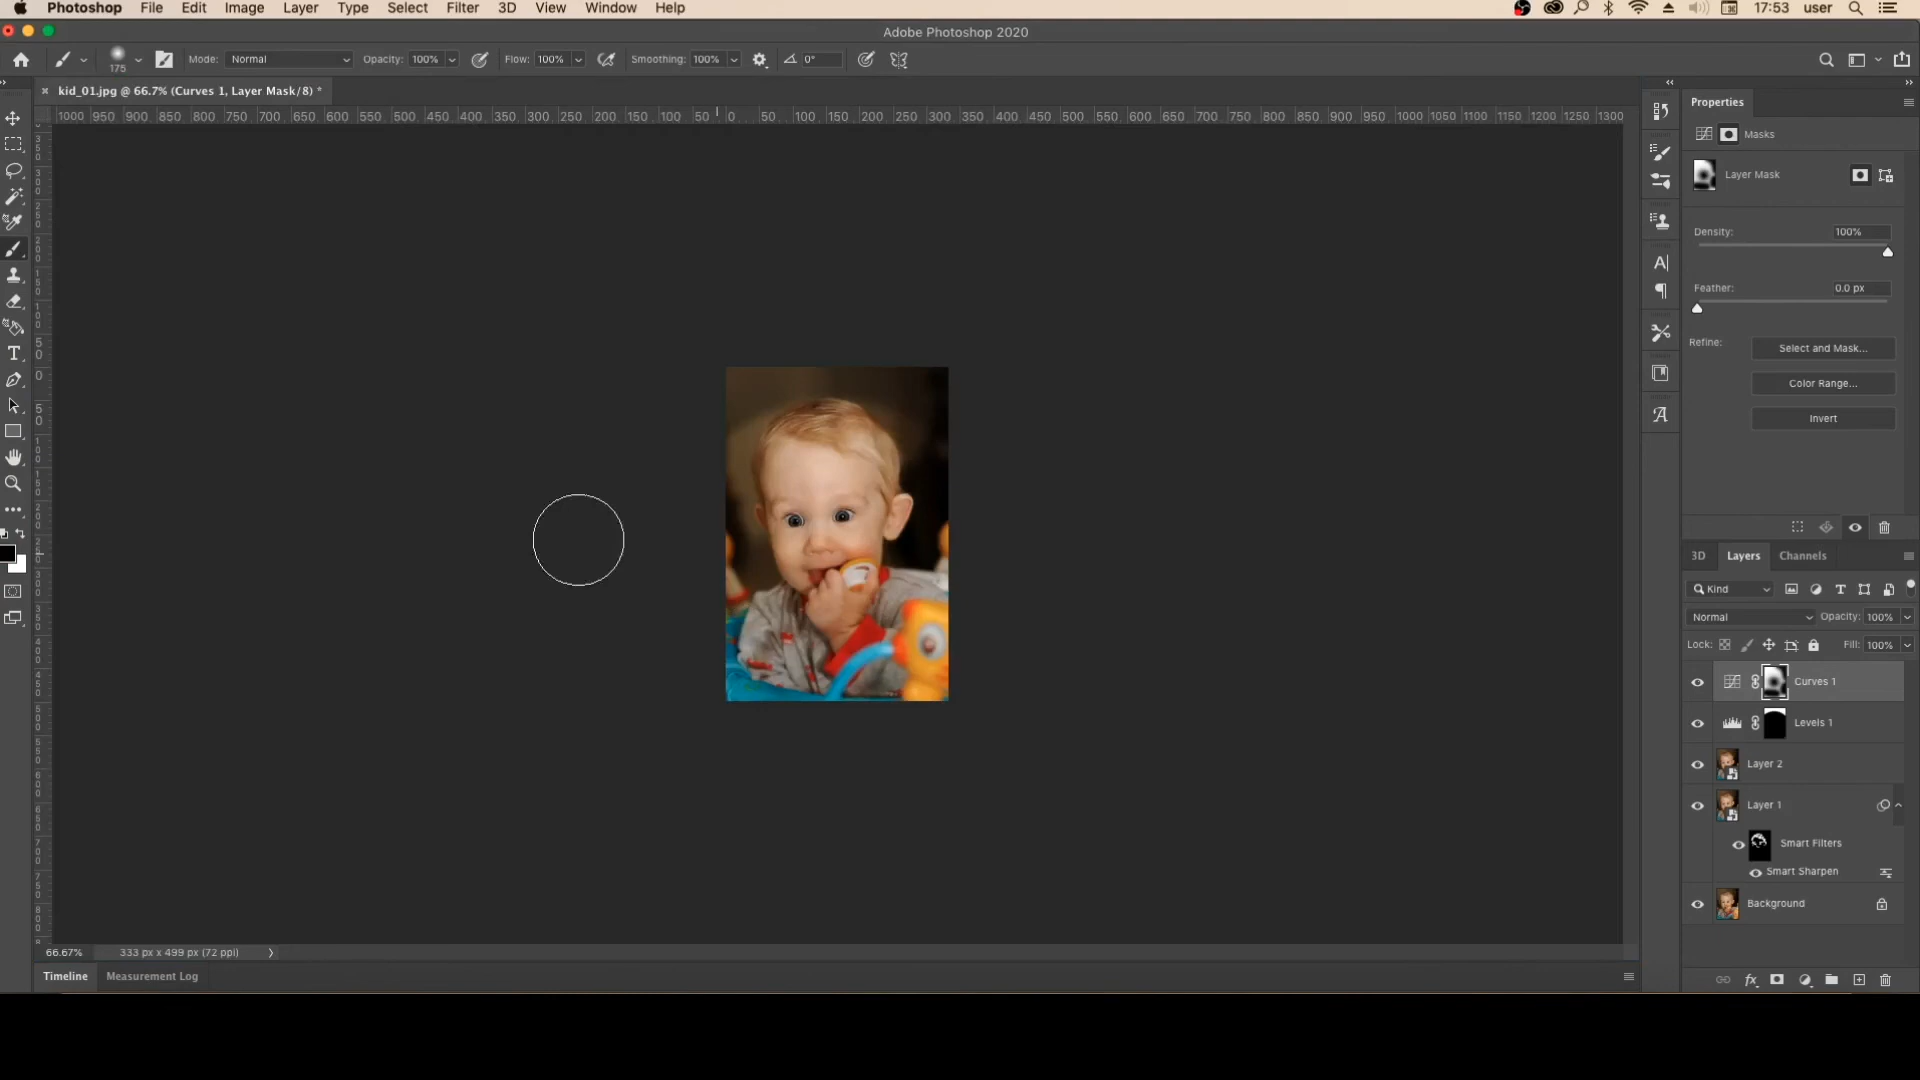 Photoshop File Edit Image Layer Type Select Filter 3D View Window Help 17:53 user
Adobe Photoshop 2020
175 Mode: Normal Opacity: 100% Flow: 100% Smoothing: 100% 0°
kid_01.jpg @ 66.7% (Curves 1, Layer Mask/8) *
1000 950 900 850 800 750 700 650 600 550 500 450 400 350 300 250 200 150 100 50 0 50 100 150 200 250 300 350 400 450 500 550 600 650 700 750 800 850 900 950 1000 1050 1100 1150 1200 1250 1300
Properties
Masks
Layer Mask
Density: 100%
Feather: 0.0 px
Refine: Select and Mask...
Color Range...
Invert
3D Layers Channels
Kind
Normal Opacity: 100%
Lock: Fill: 100%
Curves 1
Levels 1
Layer 2
Layer 1
Smart Filters
Smart Sharpen
Background
66.67% 333 px x 499 px (72 ppi)
Timeline Measurement Log